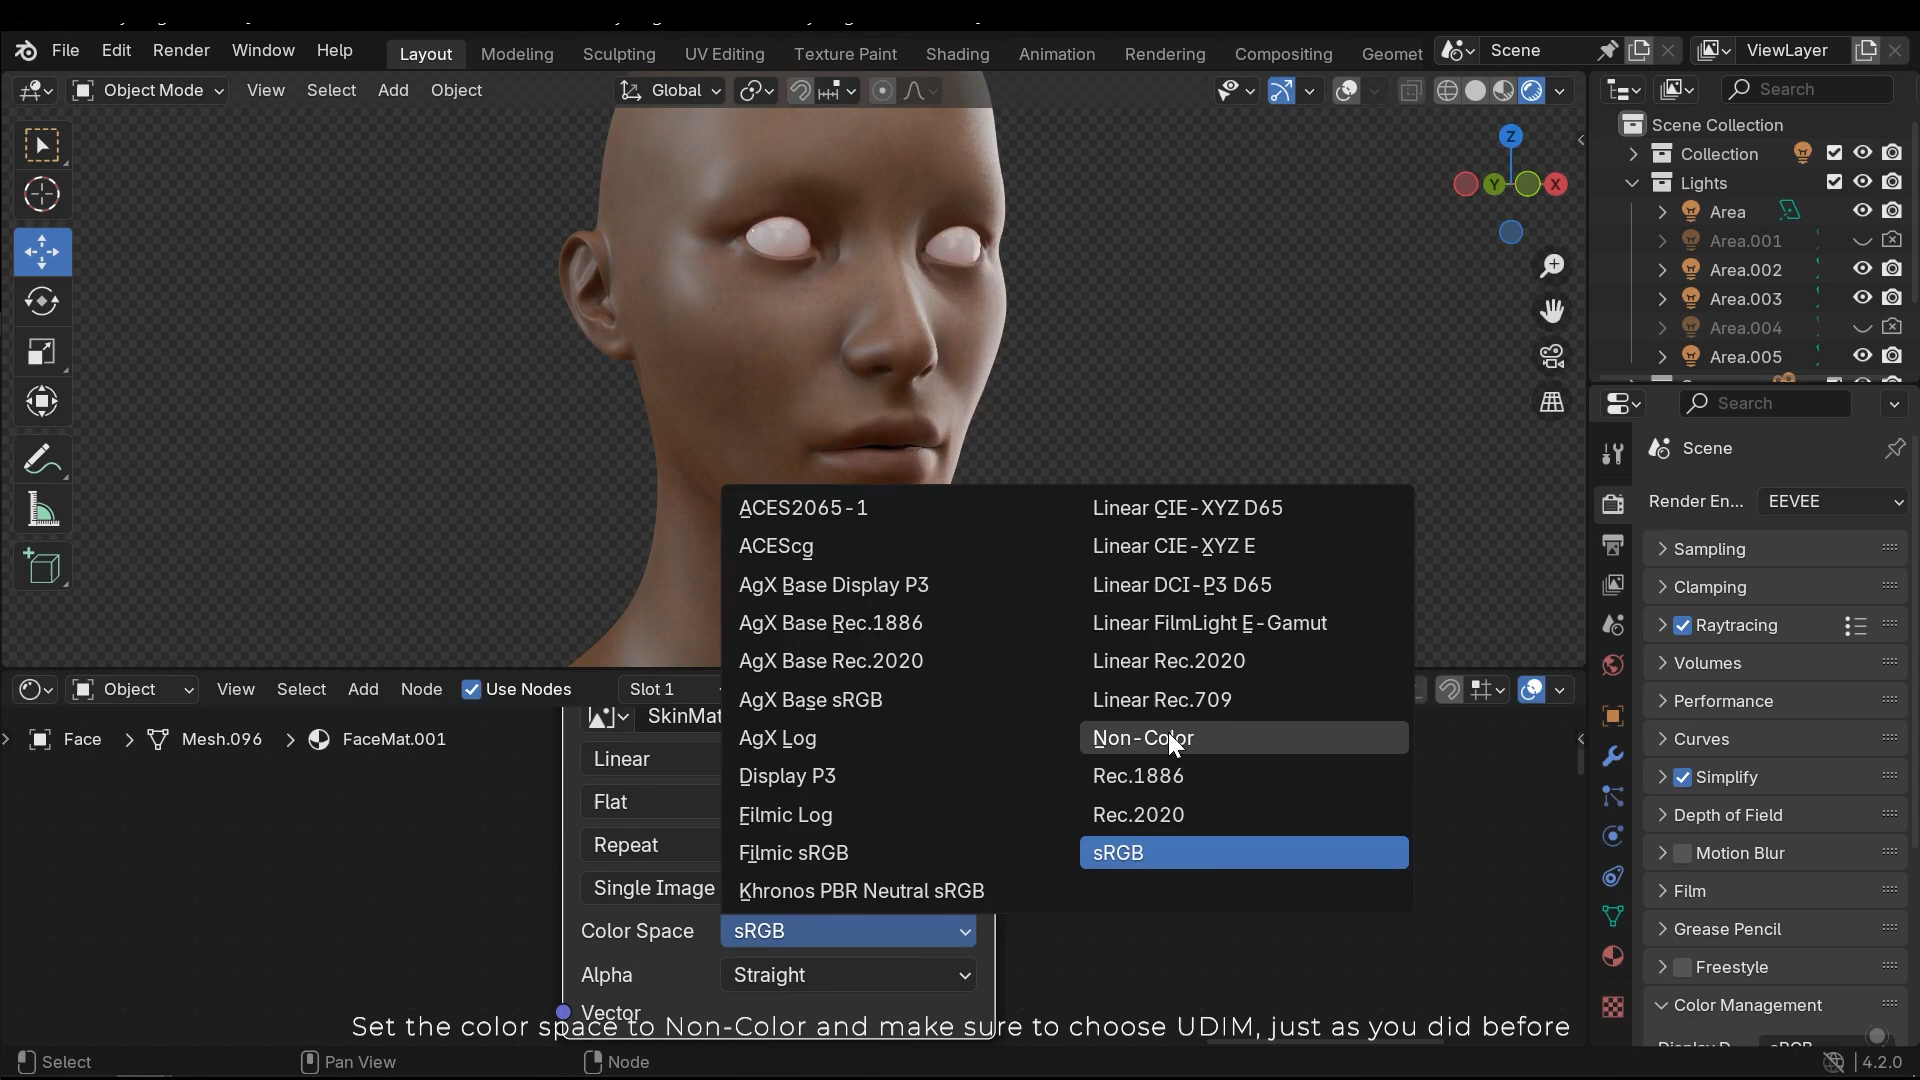 File Edit Render Window Help Layout Modeling Sculpting UV Editing Texture Paint Shading Animation Rendering Compositing Geomet Scene ViewLayer
Object Mode View Select Add Object Global Search
Z
Y X
Scene Collection
Collection
Lights
Area
Area.001
Area.002
Area.003
Area.004
Area.005
Search
Scene
Render En... EEVEE
Sampling
Clamping
Raytracing
Volumes
Performance
Curves
Simplify
Depth of Field
Motion Blur
Film
Grease Pencil
Freestyle
Color Management
sRGB
ACES2065-1
ACEScg
AgX Base Display P3
AgX Base Rec.1886
AgX Base Rec.2020
AgX Base sRGB
AgX Log
Display P3
Filmic Log
Filmic sRGB
Khronos PBR Neutral sRGB
Linear CIE-XYZ D65
Linear CIE-XYZ E
Linear DCI-P3 D65
Linear FilmLight E-Gamut
Linear Rec.2020
Linear Rec.709
Non-Color
Rec.1886
Rec.2020
sRGB
Object View Select Add Node Use Nodes Slot 1
Face Mesh.096 FaceMat.001
SkinMat
Linear
Flat
Repeat
Single Image
Color Space sRGB
Alpha Straight
Vector
Set the color space to Non-Color and make sure to choose UDIM, just as you did before
Select Pan View Node 4.2.0